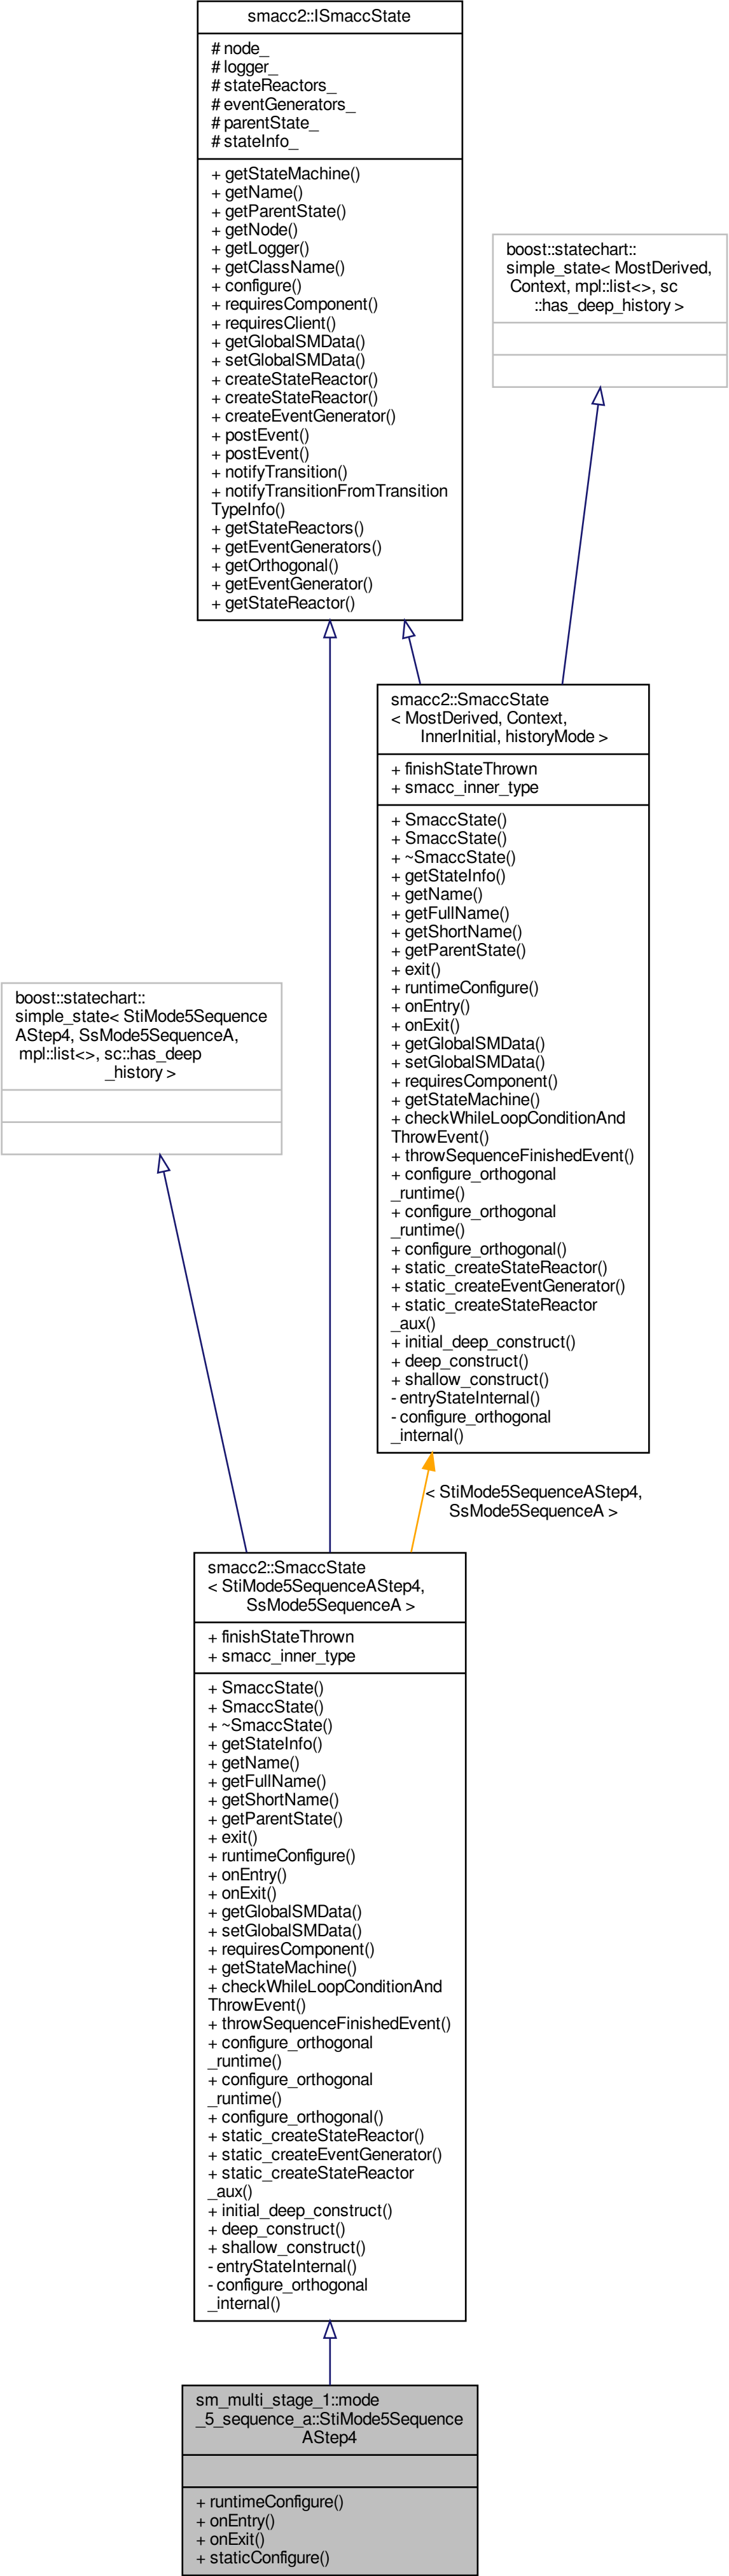 smacc2::ISmaccState
# node_
# logger_
# stateReactors_
# eventGenerators_
# parentState_
# stateInfo_
+ getStateMachine()
+ getName()
+ getParentState()
+ getNode()
+ getLogger()
+ getClassName()
+ configure()
+ requiresComponent()
+ requiresClient()
+ getGlobalSMData()
+ setGlobalSMData()
+ createStateReactor()
+ createStateReactor()
+ createEventGenerator()
+ postEvent()
+ postEvent()
+ notifyTransition()
+ notifyTransitionFromTransition
TypeInfo()
+ getStateReactors()
+ getEventGenerators()
+ getOrthogonal()
+ getEventGenerator()
+ getStateReactor()
boost::statechart::
simple_state< MostDerived,
Context, mpl::list<>, sc
::has_deep_history >
smacc2::SmaccState
< MostDerived, Context,
InnerInitial, historyMode >
+ finishStateThrown
+ smacc_inner_type
+ SmaccState()
+ SmaccState()
+ ~SmaccState()
+ getStateInfo()
+ getName()
+ getFullName()
+ getShortName()
+ getParentState()
+ exit()
+ runtimeConfigure()
+ onEntry()
+ onExit()
+ getGlobalSMData()
+ setGlobalSMData()
+ requiresComponent()
+ getStateMachine()
+ checkWhileLoopConditionAnd
ThrowEvent()
+ throwSequenceFinishedEvent()
+ configure_orthogonal
_runtime()
+ configure_orthogonal
_runtime()
+ configure_orthogonal()
+ static_createStateReactor()
+ static_createEventGenerator()
+ static_createStateReactor
_aux()
+ initial_deep_construct()
+ deep_construct()
+ shallow_construct()
- entryStateInternal()
- configure_orthogonal
_internal()
boost::statechart::
simple_state< StiMode5Sequence
AStep4, SsMode5SequenceA,
mpl::list<>, sc::has_deep
_history >
< StiMode5SequenceAStep4,
SsMode5SequenceA >
smacc2::SmaccState
< StiMode5SequenceAStep4,
SsMode5SequenceA >
+ finishStateThrown
+ smacc_inner_type
+ SmaccState()
+ SmaccState()
+ ~SmaccState()
+ getStateInfo()
+ getName()
+ getFullName()
+ getShortName()
+ getParentState()
+ exit()
+ runtimeConfigure()
+ onEntry()
+ onExit()
+ getGlobalSMData()
+ setGlobalSMData()
+ requiresComponent()
+ getStateMachine()
+ checkWhileLoopConditionAnd
ThrowEvent()
+ throwSequenceFinishedEvent()
+ configure_orthogonal
_runtime()
+ configure_orthogonal
_runtime()
+ configure_orthogonal()
+ static_createStateReactor()
+ static_createEventGenerator()
+ static_createStateReactor
_aux()
+ initial_deep_construct()
+ deep_construct()
+ shallow_construct()
- entryStateInternal()
- configure_orthogonal
_internal()
sm_multi_stage_1::mode
_5_sequence_a::StiMode5Sequence
AStep4
+ runtimeConfigure()
+ onEntry()
+ onExit()
+ staticConfigure()